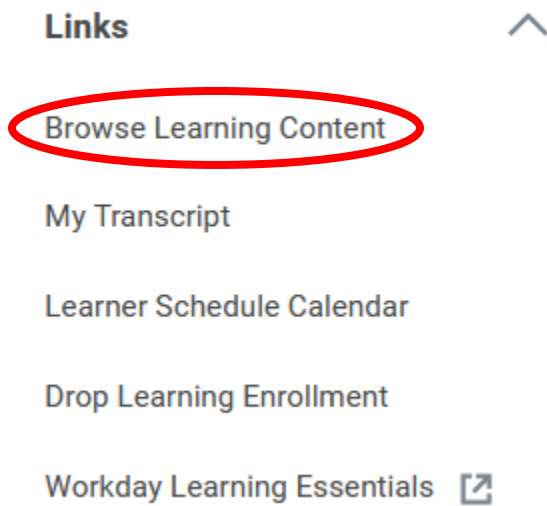 Links
Browse Learning Content
My Transcript
Learner Schedule Calendar
Drop Learning Enrollment
Workday Learning Essentials